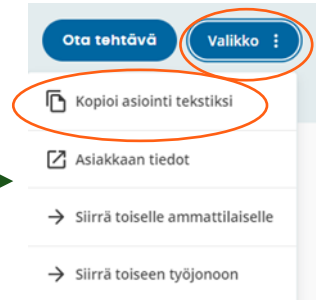 Ota tehtävä
Valikko
Kopioi asiointi tekstiksi
Asiakkaan tiedot
Siirrä toiselle ammattilaiselle
Siirrä toiseen työjonoon